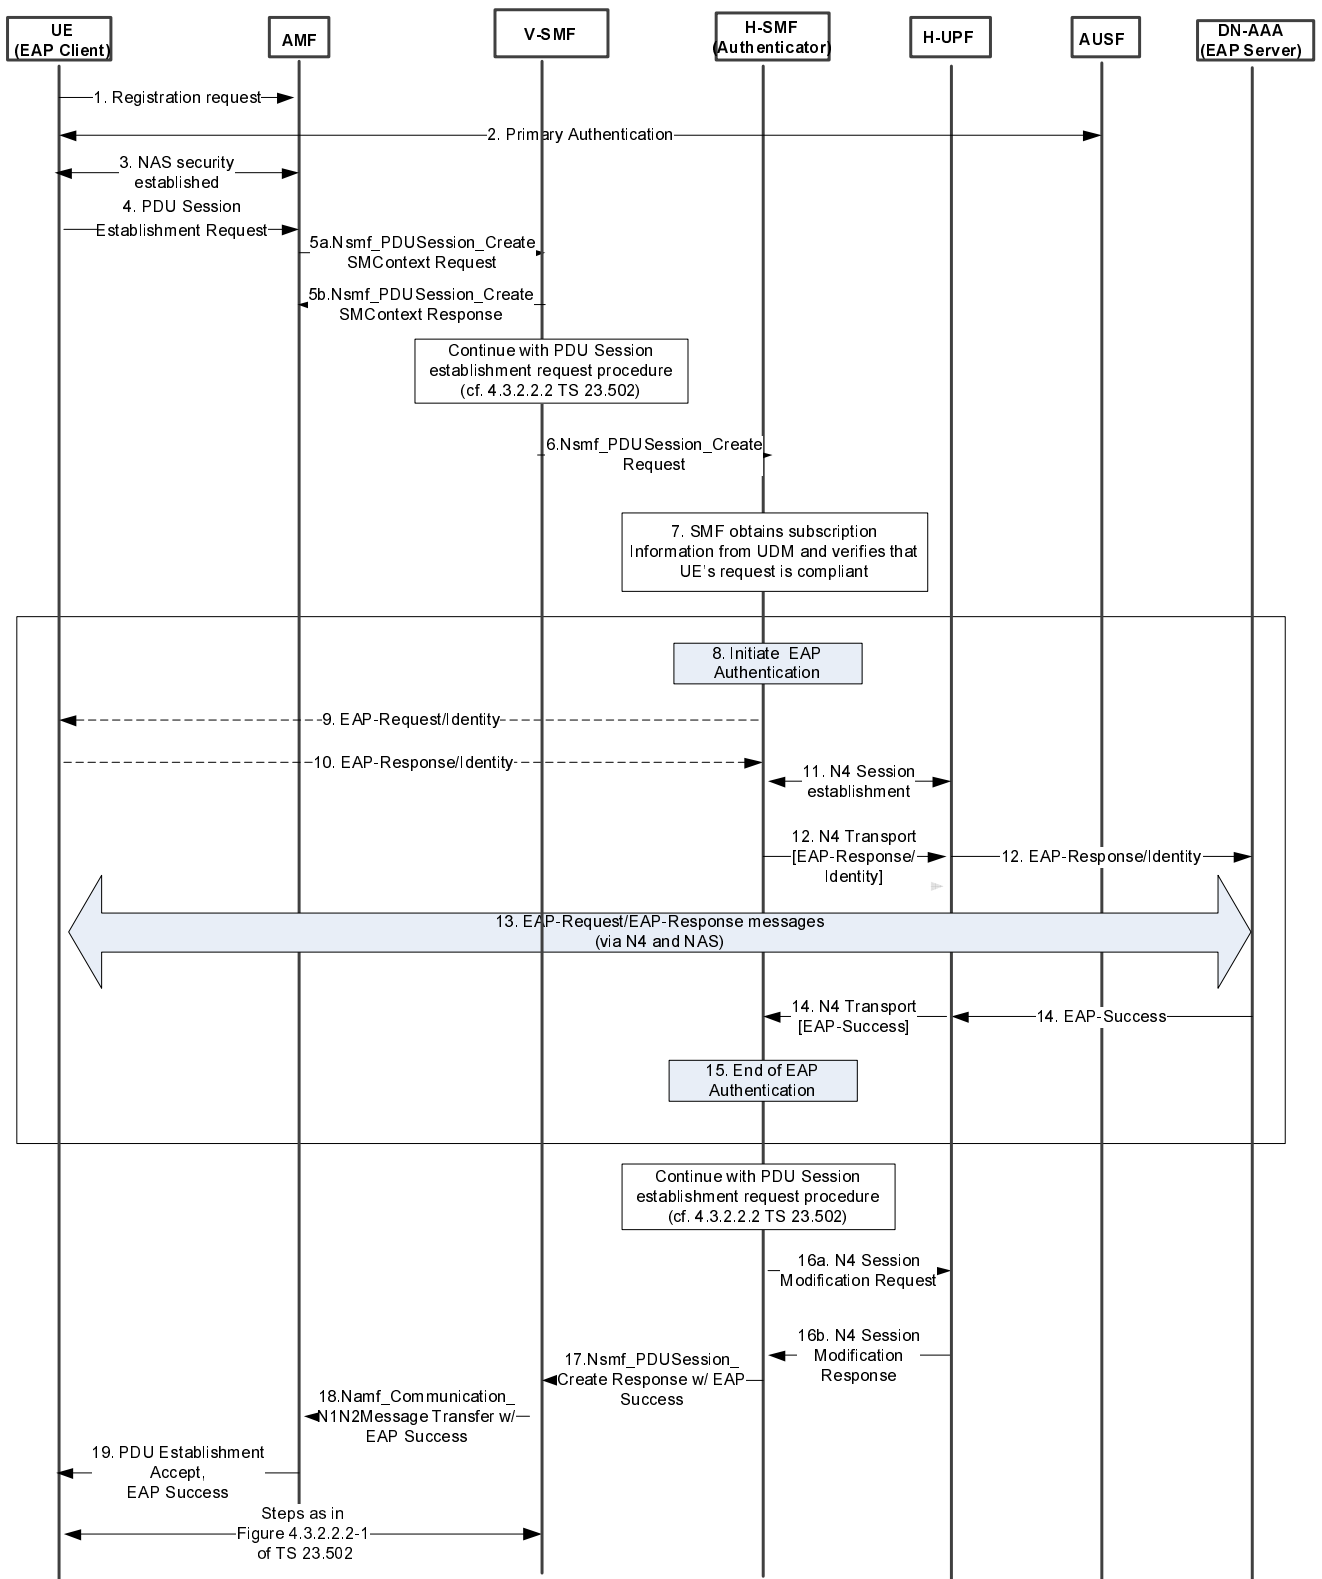 UE
(EAP Client)
AMF
V-SMF
H-SMF
(Authenticator)
H-UPF
AUSF
DN-AAA
(EAP Server)
1. Registration request
2. Primary Authentication
3. NAS security
established
4. PDU Session
Establishment Request
5a.Nsmf_PDUSession_Create
SMContext Request
5b.Nsmf_PDUSession_Create
SMContext Response
Continue with PDU Session
establishment request procedure
(cf. 4.3.2.2.2 TS 23.502)
6.Nsmf_PDUSession_Create
Request
7. SMF obtains subscription
Information from UDM and verifies that
UE's request is compliant
8. Initiate EAP
Authentication
9. EAP-Request/Identity
10. EAP-Response/Identity
11. N4 Session
establishment
12. N4 Transport
[EAP-Response/
Identity]
12. EAP-Response/Identity
13. EAP-Request/EAP-Response messages
(via N4 and NAS)
14. N4 Transport
[EAP-Success]
14. EAP-Success
15. End of EAP
Authentication
Continue with PDU Session
establishment request procedure
(cf. 4.3.2.2.2 TS 23.502)
16a. N4 Session
Modification Request
16b. N4 Session
Modification
Response
17.Nsmf_PDUSession_
Create Response w/ EAP
Success
18.Namf_Communication_
N1N2Message Transfer w/
EAP Success
19. PDU Establishment
Accept,
EAP Success
Steps as in
Figure 4.3.2.2.2-1
of TS 23.502